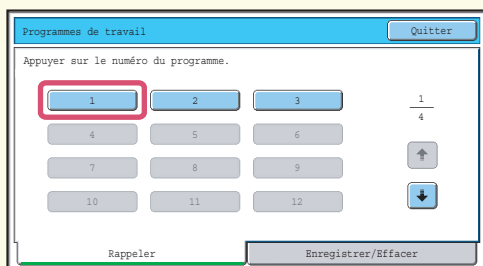 Programmes de travail
Quitter
Appuyer sur le numéro du programme.
1 2 3
1
4
4 5 6
7 8 9
10 11 12
Rappeler
Enregistrer/Effacer